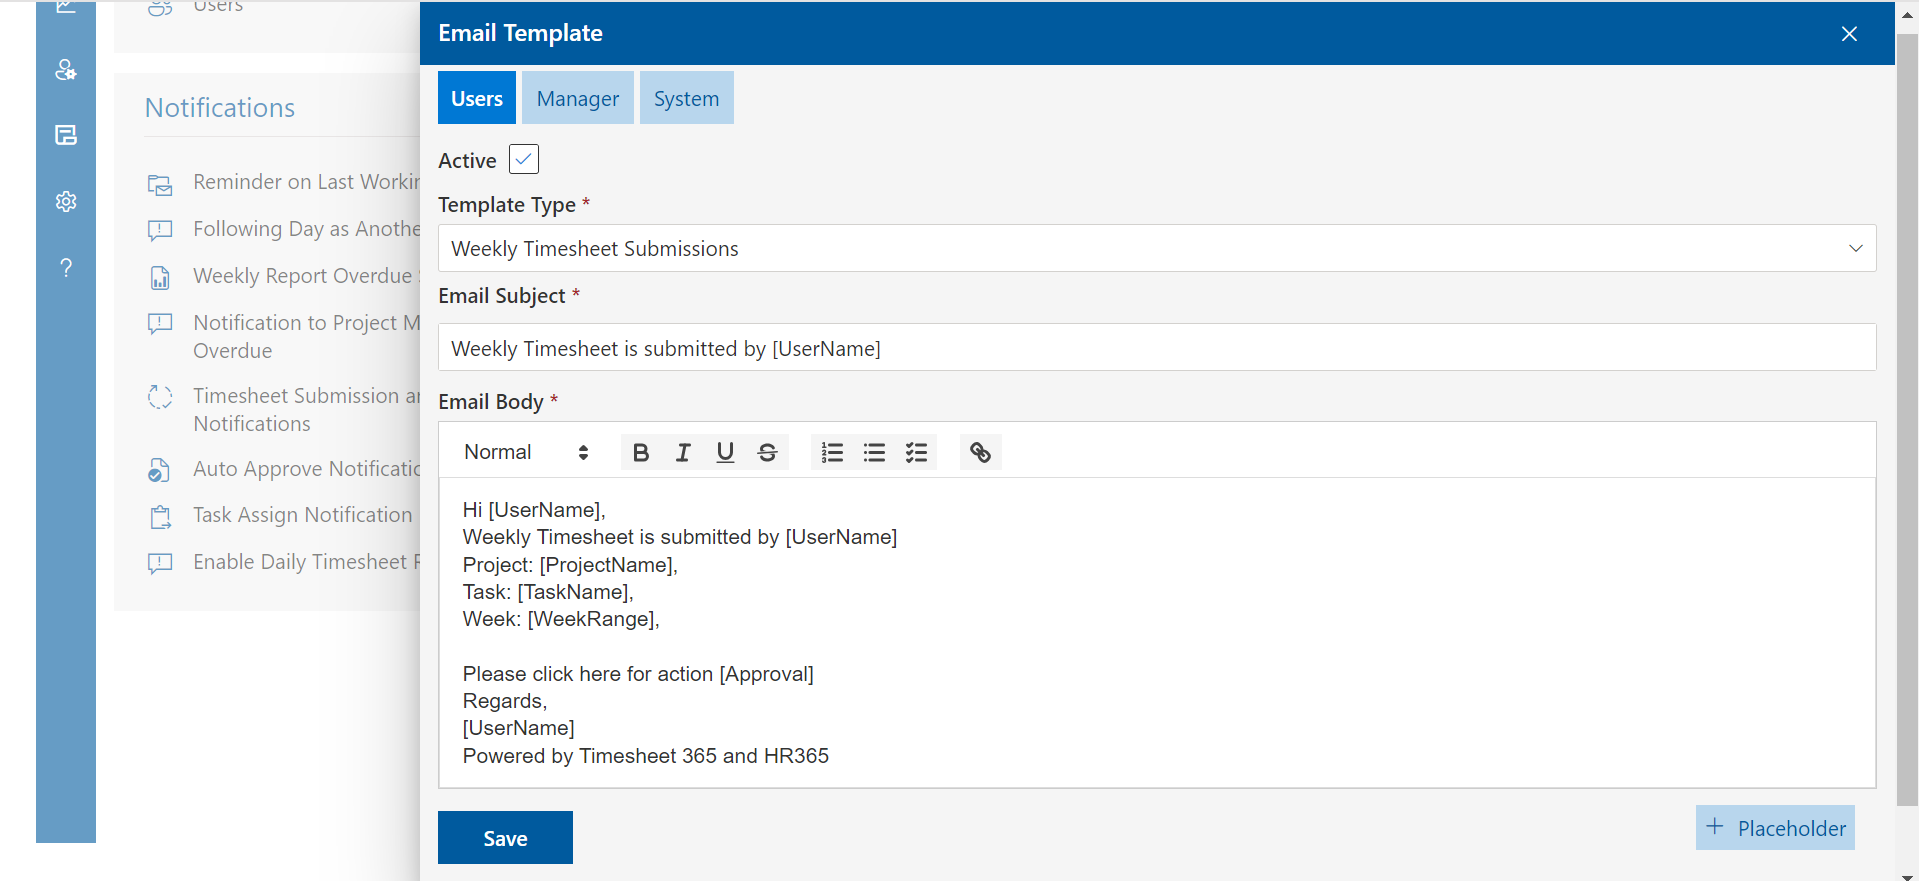 Users
Notifications
Reminder on Last Workin
Following Day as Anothe
Weekly Report Overdue
Notification to Project M
Overdue
Timesheet Submission a
Notifications
Auto Approve Notificatio
Task Assign Notification
Enable Daily Timesheet
Email Template
Users Manager System
Active
Template Type *
Weekly Timesheet Submissions
Email Subject *
Weekly Timesheet is submitted by [UserName]
Email Body *
Normal B I U S
Hi [UserName],
Weekly Timesheet is submitted by [UserName]
Project: [ProjectName],
Task: [TaskName],
Week: [WeekRange],
Please click here for action [Approval]
Regards,
[UserName]
Powered by Timesheet 365 and HR365
Save
+ Placeholder